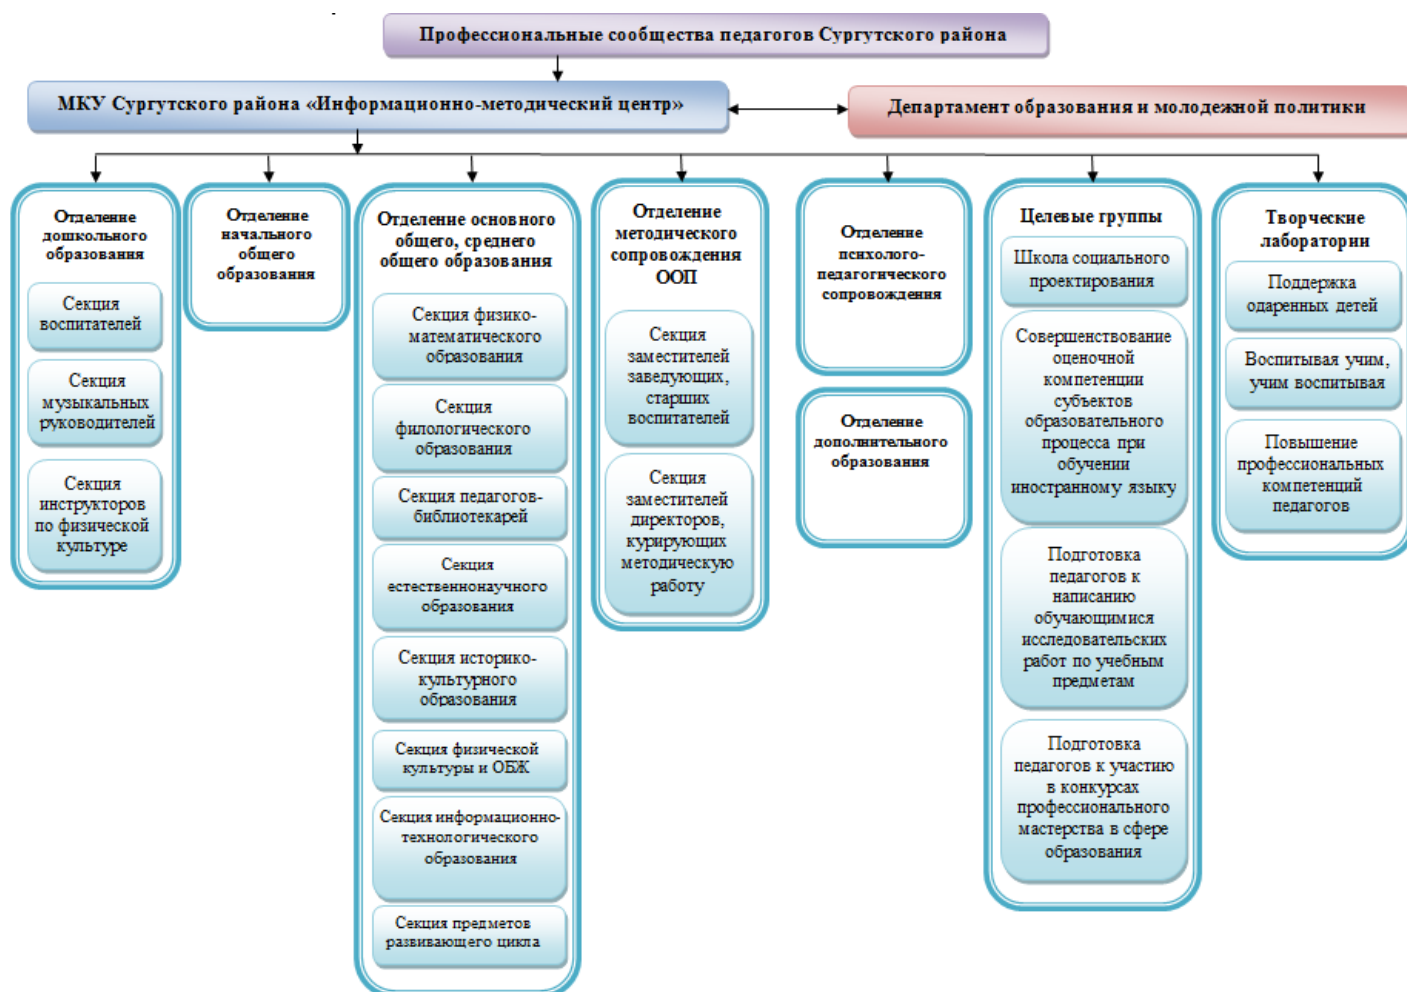 Профессиональные сообщества педагогов Сургутского района
МКУ Сургутского района «Информационно-методический центр»
Департамент образования и молодежной политики
Отделение
дошкольного
образования
Секция
воспитателей
Секция
музыкальных
руководителей
Секция
инструкторов
по физической
культуре
Отделение
начального
общего
образования
Отделение основного
общего, среднего
общего образования
Секция физико-
математического
образования
Секция
филологического
образования
Секция педагогов-
библиотекарей
Секция
естественнонаучного
образования
Секция историко-
культурного
образования
Секция физической
культуры и ОБЖ
Секция информационно-
технологического
образования
Секция предметов
развивающего цикла
Отделение
методического
сопровождения
ООП
Секция
заместителей
заведующих,
старших
воспитателей
Секция
заместителей
директоров,
курирующих
методическую
работу
Отделение
психолого-
педагогического
сопровождения
Отделение
дополнительного
образования
Целевые группы
Школа социального
проектирования
Совершенствование
оценочной
компетенции
субъектов
образовательного
процесса при
обучении
иностранному языку
Подготовка
педагогов к
написанию
обучающимися
исследовательских
работ по учебным
предметам
Подготовка
педагогов к участию
в конкурсах
профессионального
мастерства в сфере
образования
Творческие
лаборатории
Поддержка
одаренных детей
Воспитывая учим,
учим воспитывая
Повышение
профессиональных
компетенций
педагогов